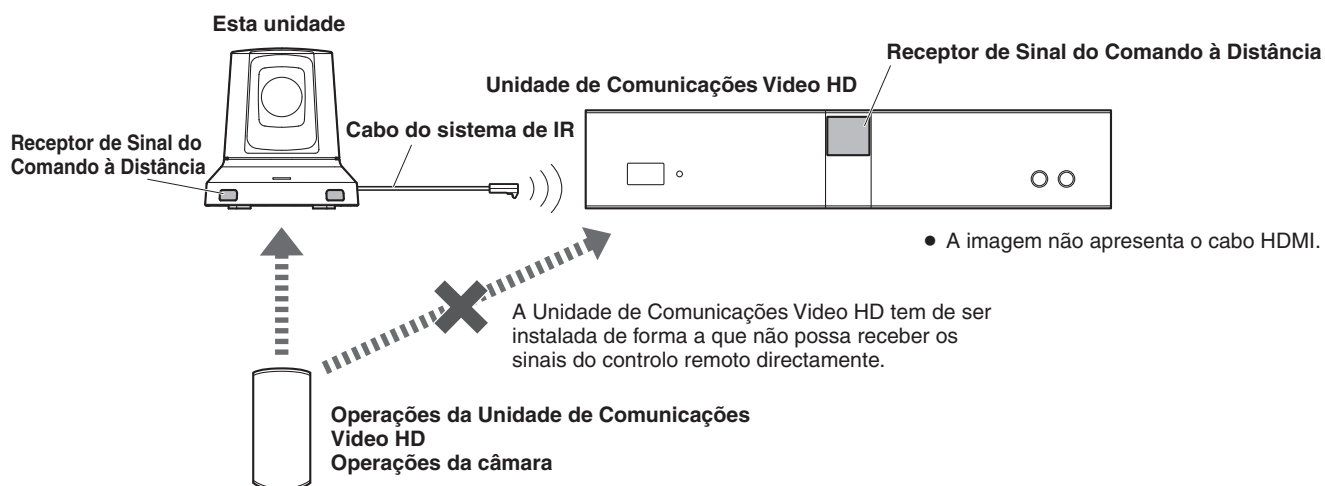 Esta unidade
Receptor de Sinal do Comando à Distância
Unidade de Comunicações Video HD
Receptor de Sinal do
Comando à Distância
Cabo do sistema de IR
● A imagem não apresenta o cabo HDMI.
A Unidade de Comunicações Video HD tem de ser
instalada de forma a que não possa receber os
sinais do controlo remoto directamente.
Operações da Unidade de Comunicações
Video HD
Operações da câmara